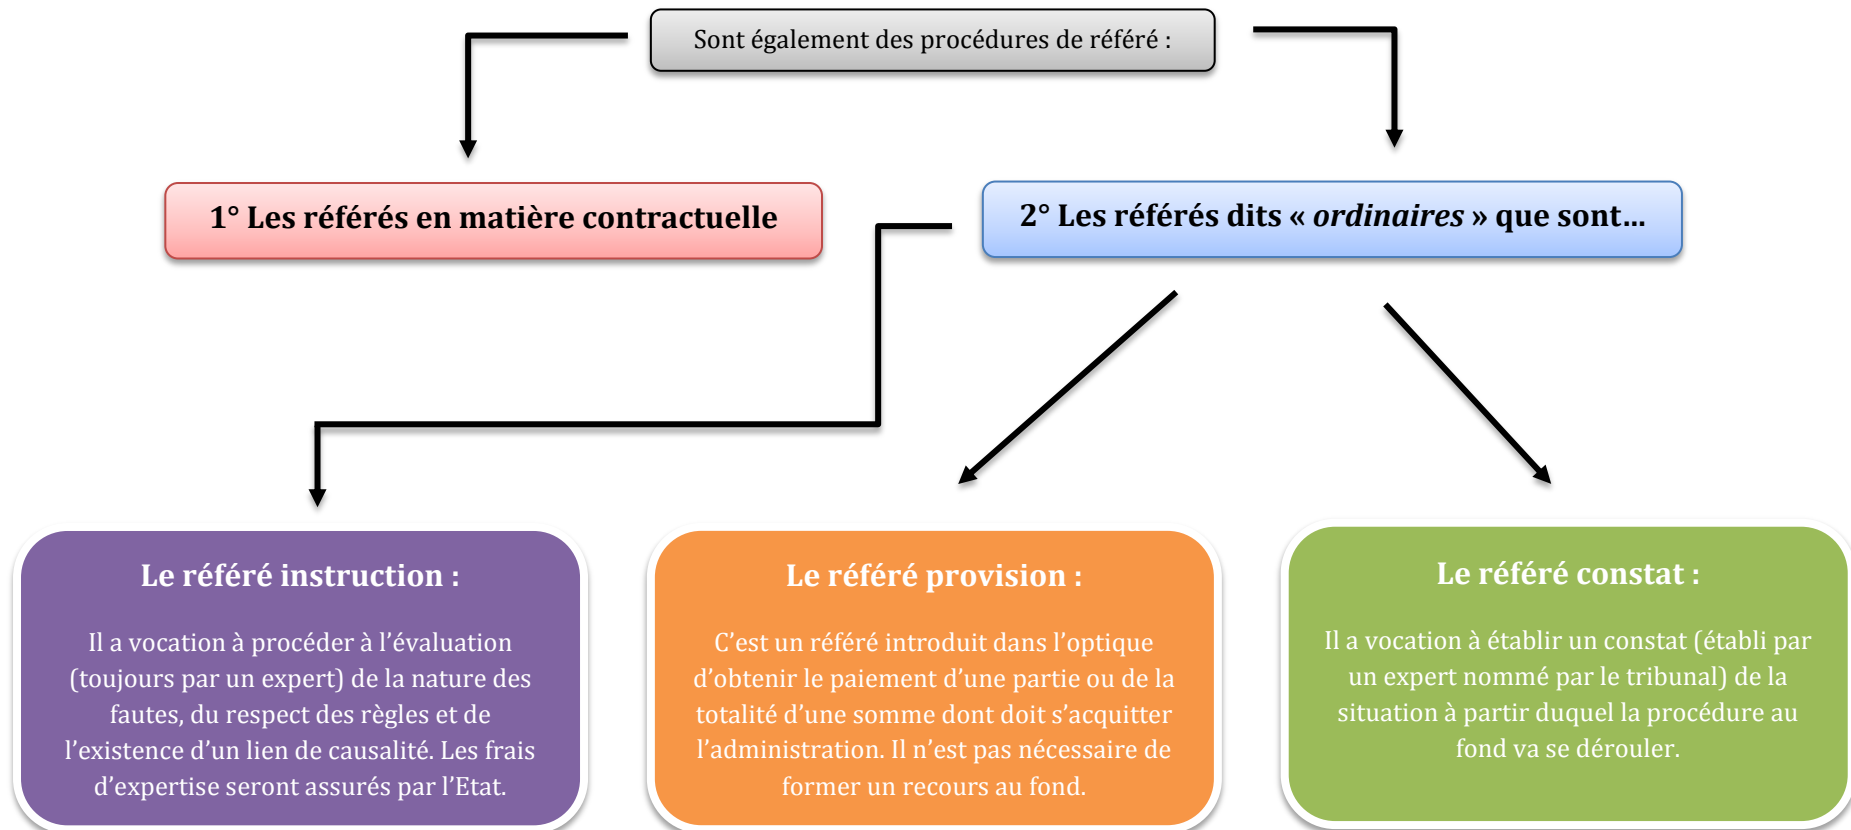 Sont également des procédures de référé :
1° Les référés en matière contractuelle
2° Les référés dits « ordinaires » que sont…
Le référé instruction :
Il a vocation à procéder à l’évaluation
(toujours par un expert) de la nature des
fautes, du respect des règles et de
l’existence d’un lien de causalité. Les frais
d’expertise seront assurés par l’Etat.
Le référé provision :
C’est un référé introduit dans l’optique
d’obtenir le paiement d’une partie ou de la
totalité d’une somme dont doit s’acquitter
l’administration. Il n’est pas nécessaire de
former un recours au fond.
Le référé constat :
Il a vocation à établir un constat (établi par
un expert nommé par le tribunal) de la
situation à partir duquel la procédure au
fond va se dérouler.